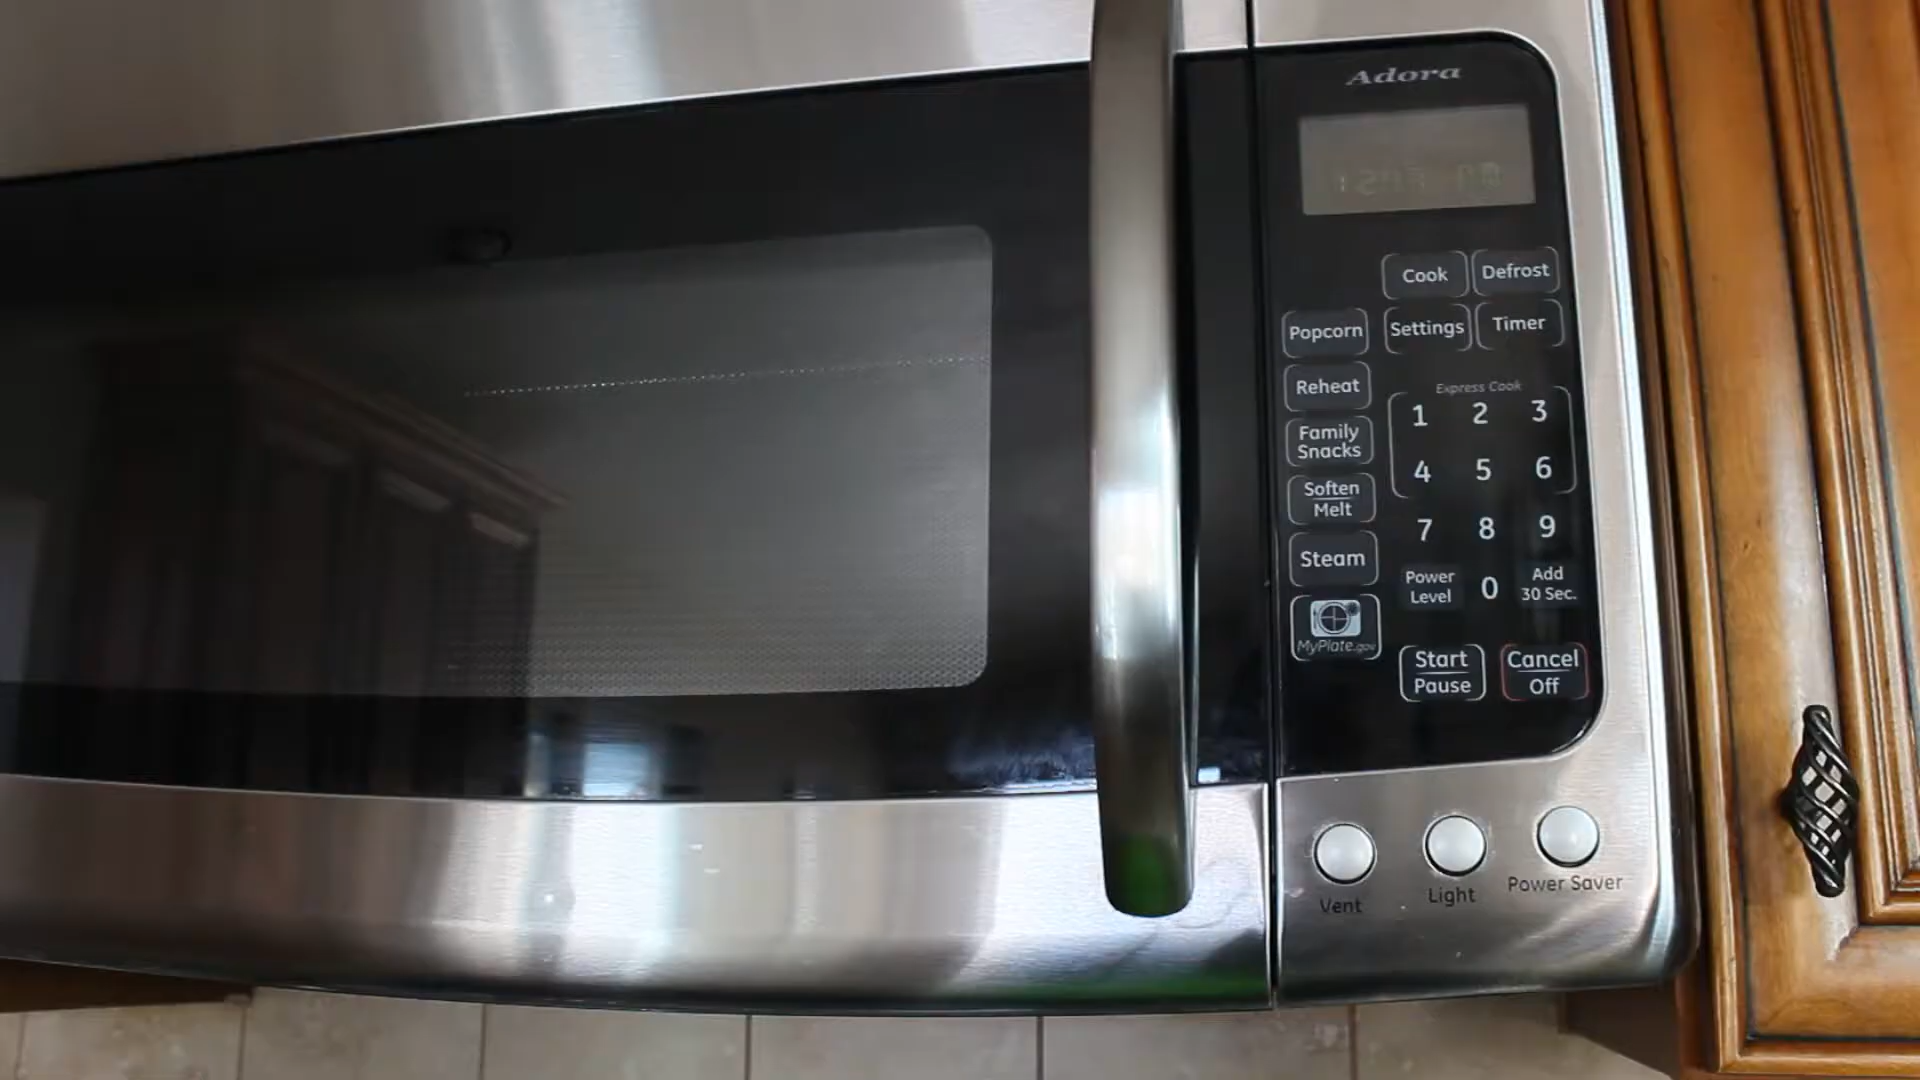 Adora
Cook
Defrost
Popcorn
Settings
Timer
Reheat
Express Cook
1 2 3
Family
Snacks
4 5 6
Soften
Melt
7 8 9
Steam
Power
Level
0
Add
30 Sec.
MyPlate.gov
Start
Pause
Cancel
Off
Vent
Light
Power Saver